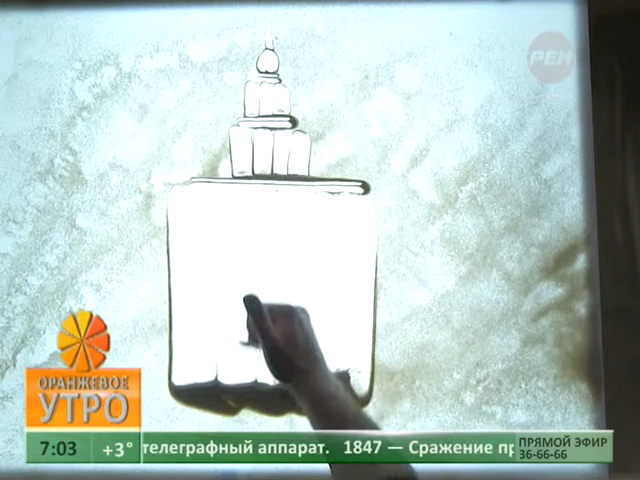 РЕН
ОРАНЖЕВОЕ
УТРО
7:03 +3° телеграфный аппарат. 1847 — Сражение пр
ПРЯМОЙ ЭФИР
36-66-66